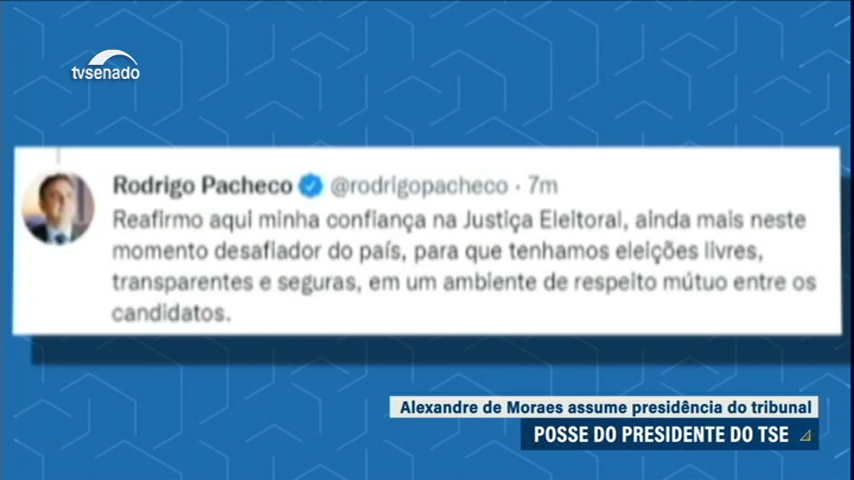 tvsenado
Rodrigo Pacheco @rodrigopacheco · 7m
Reafirmo aqui minha confiança na Justiça Eleitoral, ainda mais neste
momento desafiador do país, para que tenhamos eleições livres,
transparentes e seguras, em um ambiente de respeito mútuo entre os
candidatos.
Alexandre de Moraes assume presidência do tribunal
POSSE DO PRESIDENTE DO TSE